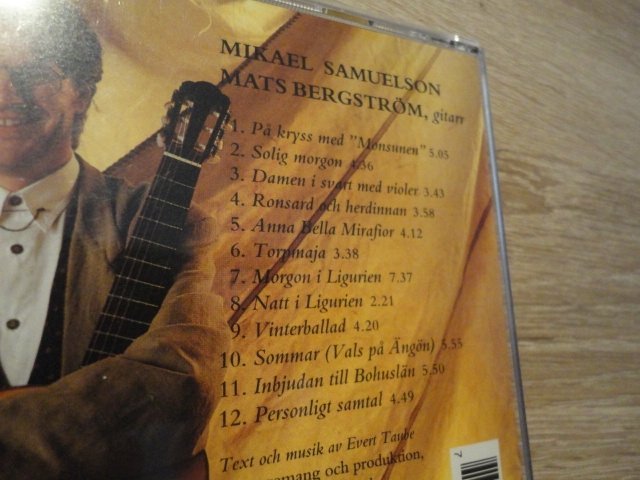 MIKAEL SAMUELSON
MATS BERGSTRÖM, gitarr
1. På kryss med "Monsunen" 5.05
2. Solig morgon 4.36
3. Damen i svart med violer 3.43
4. Ronsard och herdinnan 3.58
5. Anna Bella Mirafior 4.12
6. Torpmaja 3.38
7. Morgon i Ligurien 7.37
8. Natt i Ligurien 2.21
9. Vinterballad 4.20
10. Sommar (Vals på Ängön) 5.55
11. Inbjudan till Bohuslän 5.50
12. Personligt samtal 4.49
Text och musik av Evert Taube
och produktion,
7